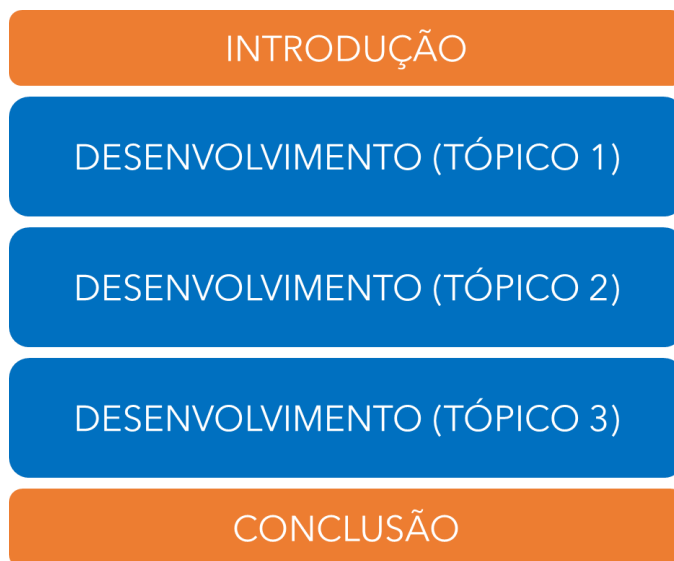 INTRODUÇÃO
DESENVOLVIMENTO (TÓPICO 1)
DESENVOLVIMENTO (TÓPICO 2)
DESENVOLVIMENTO (TÓPICO 3)
CONCLUSÃO